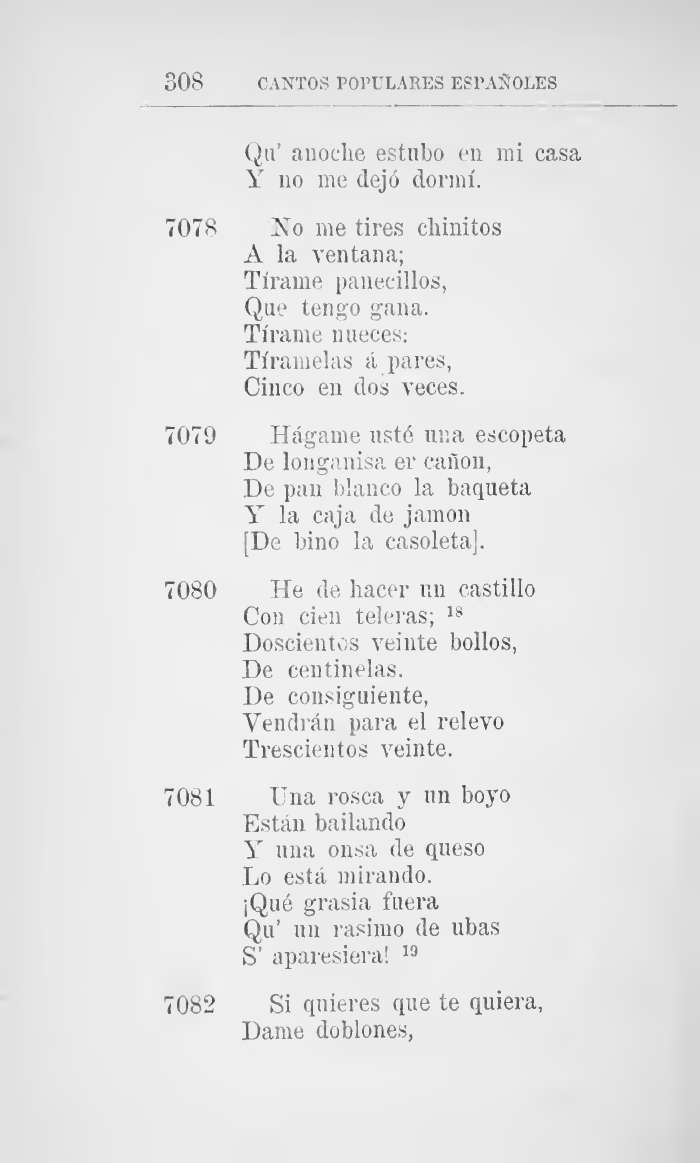 308 CANTOS POPULARES ESPAÑOLES
Qu' anoche estubo en mi casa
Y no me dejó dormí.
7078 No me tires chinitos
A la ventana;
Tírame panecillos,
Que tengo gana.
Tírame nueces:
Tíramelas á pares,
Cinco en dos veces.
7079 Hágame usté una escopeta
De longanisa er cañon,
De pan blanco la baqueta
Y la caja de jamon
[De bino la casoleta].
7080 He de hacer un castillo
Con cien teleras; 18
Doscientos veinte bollos,
De centinelas.
De consiguiente,
Vendrán para el relevo
Trescientos veinte.
7081 Una rosca y un boyo
Están bailando
Y una onsa de queso
Lo está mirando.
¡Qué grasia fuera
Qu' un rasimo de ubas
S' aparesiera! 19
7082 Si quieres que te quiera,
Dame doblones,